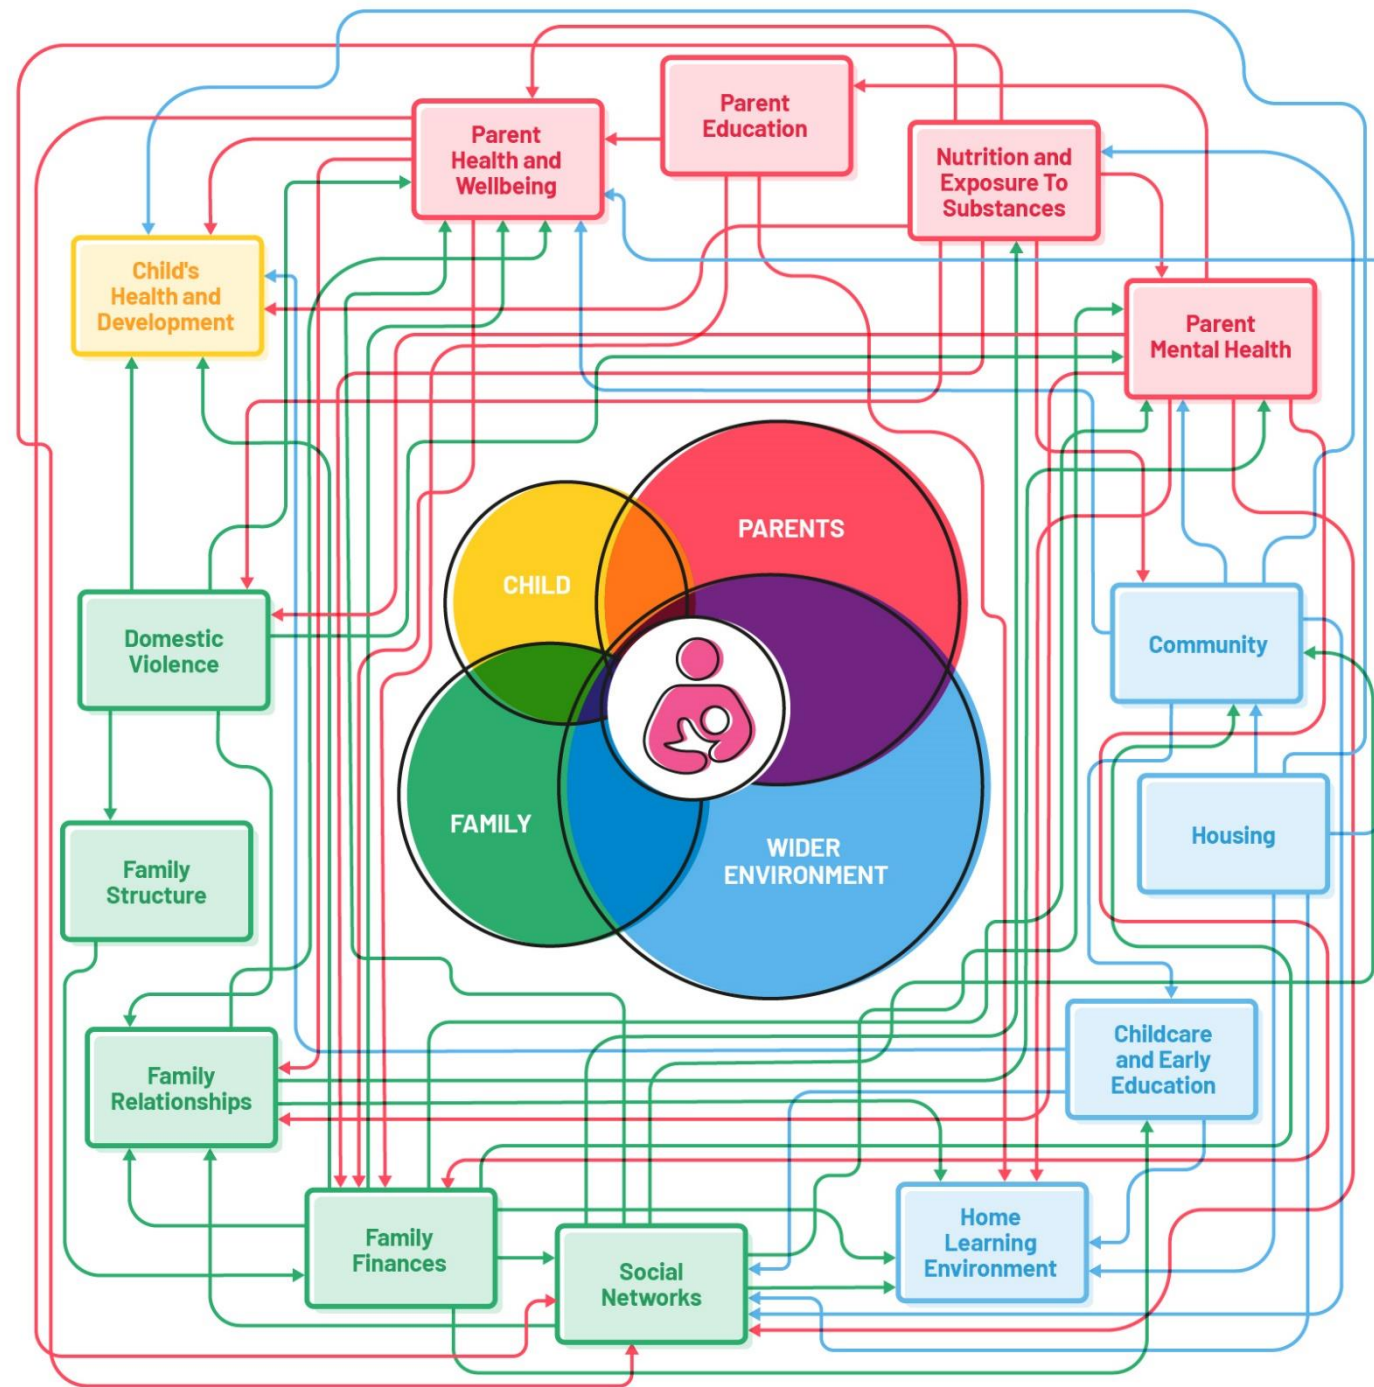 Parent
Education
Parent
Health and
Wellbeing
Nutrition and
Exposure To
Substances
Child's
Health and
Development
Parent
Mental Health
PARENTS
CHILD
Domestic
Violence
Community
FAMILY
WIDER
ENVIRONMENT
Housing
Family
Structure
Childcare
and Early
Education
Family
Relationships
Family
Finances
Social
Networks
Home
Learning
Environment